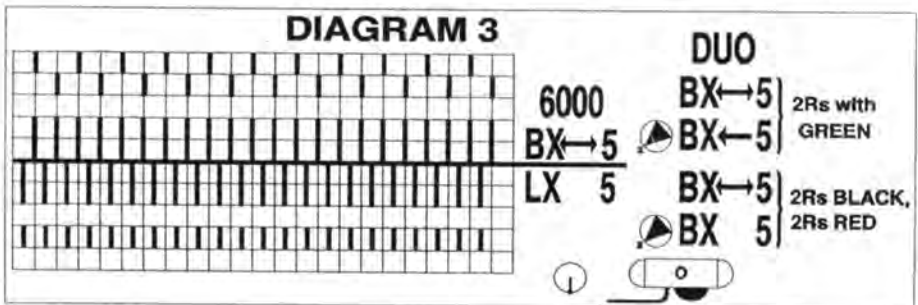 DIAGRAM 3
6000
BX↔5
LX 5
DUO
BX↔5
BX←5
2Rs with
GREEN
BX↔5
BX 5
2Rs BLACK,
2Rs RED